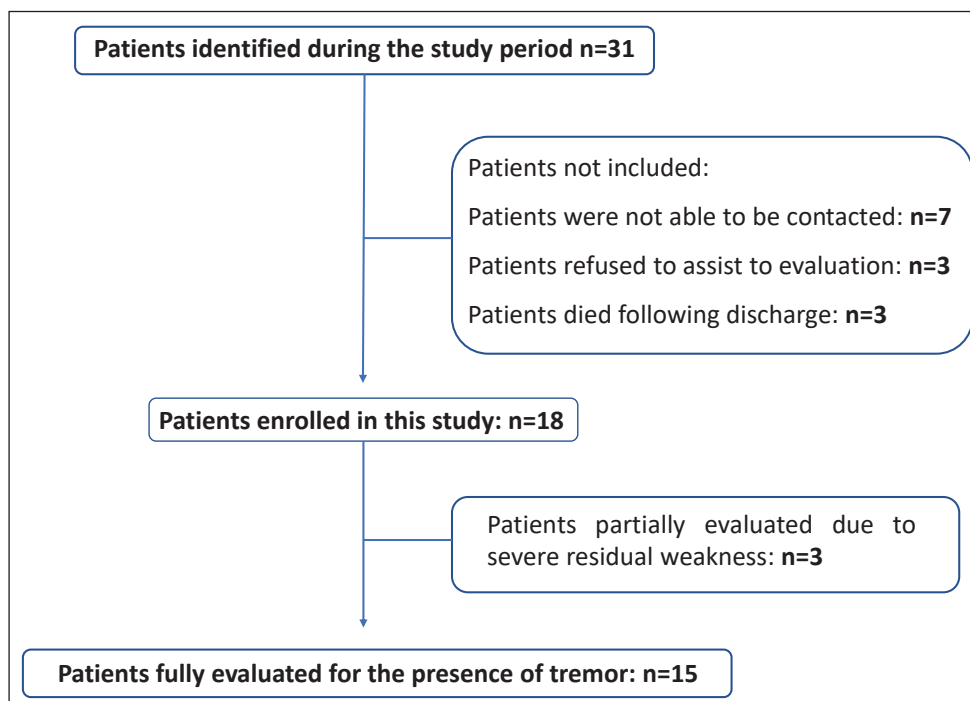 Patients identified during the study period n=31
Patients not included:
Patients were not able to be contacted: n=7
Patients refused to assist to evaluation: n=3
Patients died following discharge: n=3
Patients enrolled in this study: n=18
Patients partially evaluated due to
severe residual weakness: n=3
Patients fully evaluated for the presence of tremor: n=15